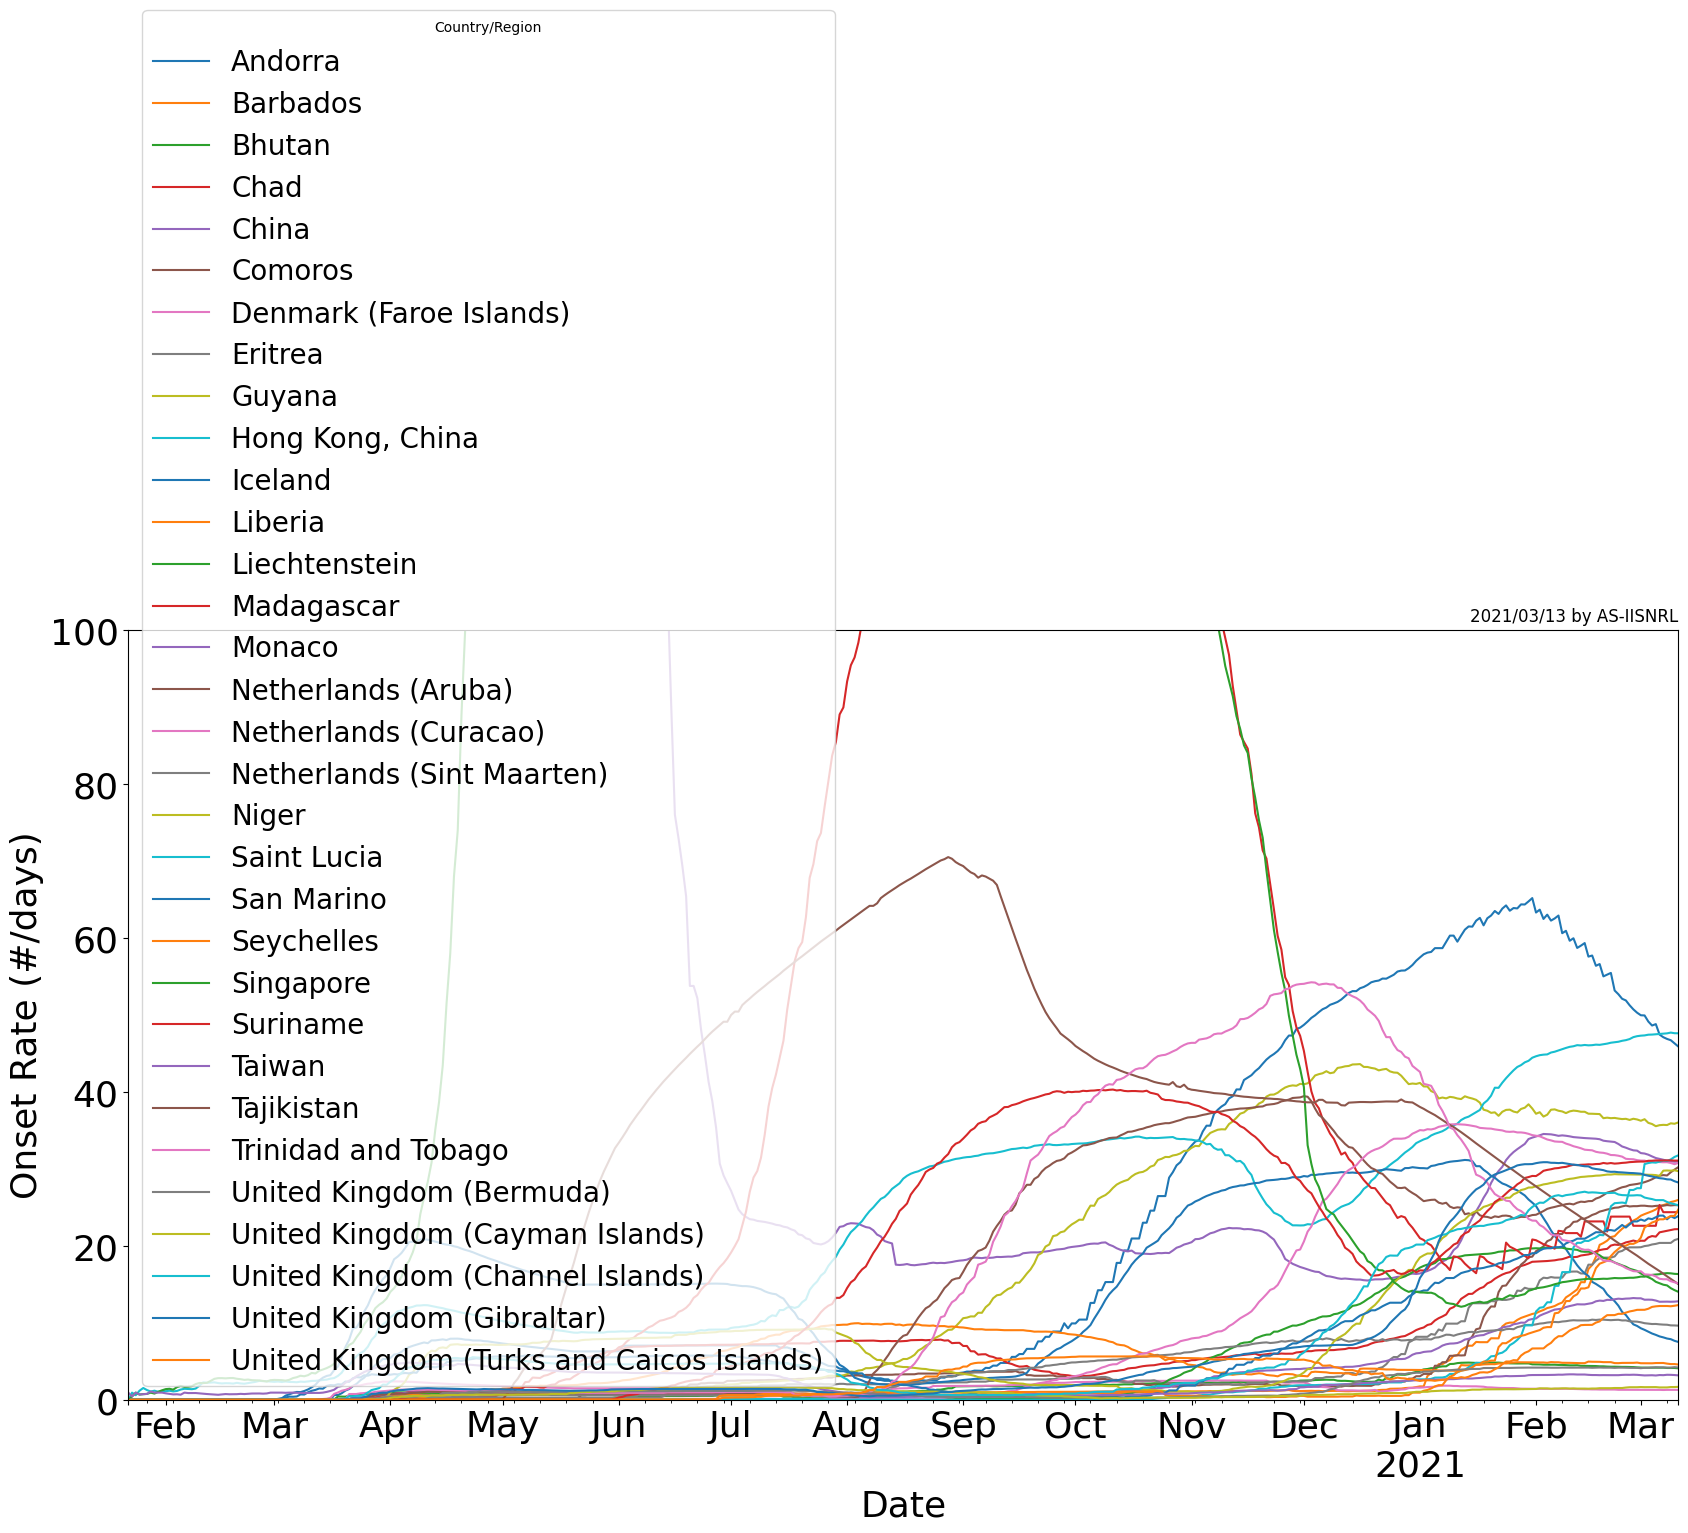 Country/Region
Andorra
Barbados
Bhutan
Chad
China
Comoros
Denmark (Faroe Islands)
Eritrea
Guyana
Hong Kong, China
Iceland
Liberia
Liechtenstein
Madagascar
Monaco
Netherlands (Aruba)
Netherlands (Curacao)
Netherlands (Sint Maarten)
Niger
Saint Lucia
San Marino
Seychelles
Singapore
Suriname
Taiwan
Tajikistan
Trinidad and Tobago
United Kingdom (Bermuda)
United Kingdom (Cayman Islands)
United Kingdom (Channel Islands)
United Kingdom (Gibraltar)
United Kingdom (Turks and Caicos Islands)
2021/03/13 by AS-IISNRL
100
80
60
40
20
0
Onset Rate (#/days)
Feb Mar Apr May Jun Jul Aug Sep Oct Nov Dec Jan Feb Mar
2021
Date